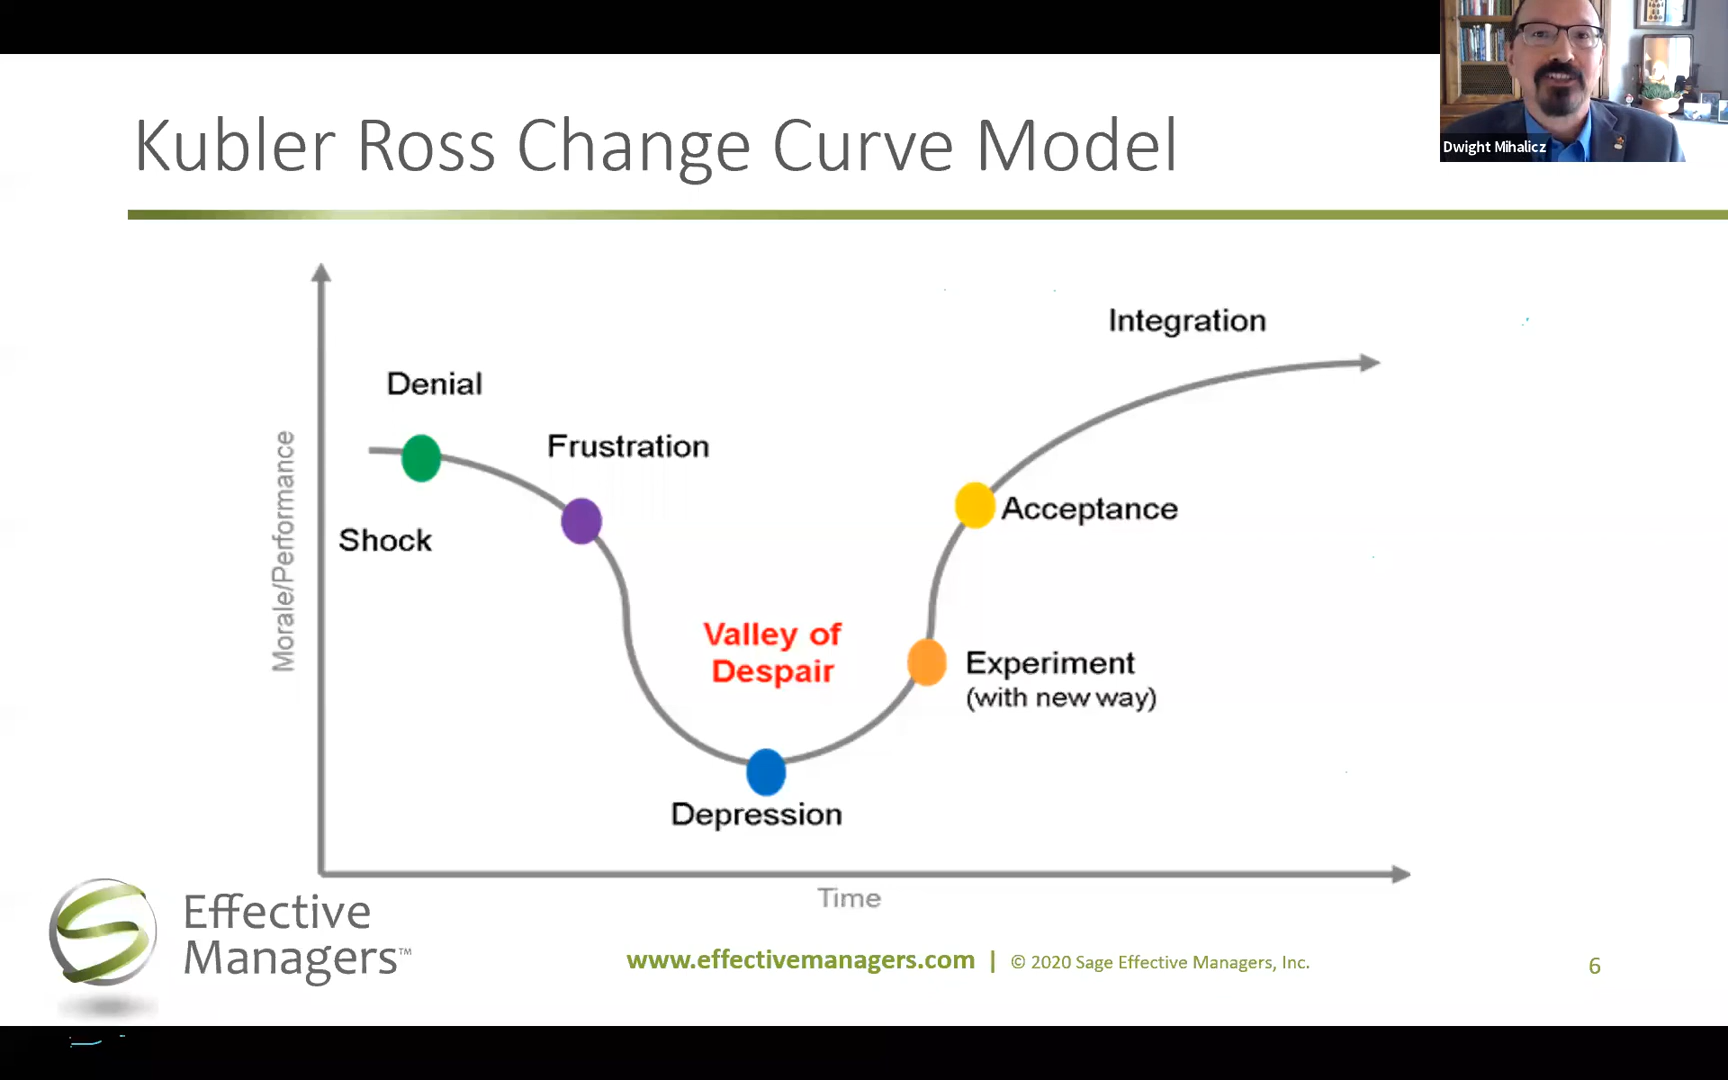 Kubler Ross Change Curve Model
Dwight Mihalicz
Integration
Denial
Frustration
Morale/Performance
Shock
Acceptance
Valley of
Despair
Experiment
(with new way)
Depression
Time
Effective
Managers™
www.effectivemanagers.com | © 2020 Sage Effective Managers, Inc.
6